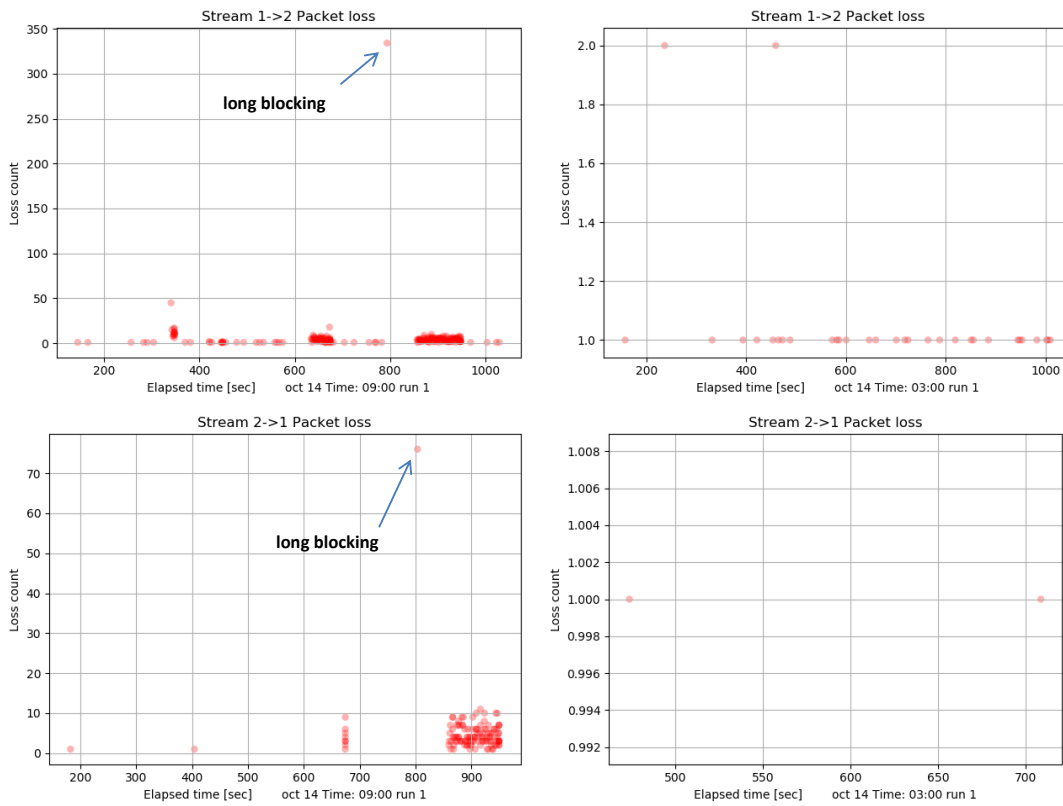 Stream 1->2 Packet loss
350
300
250
200
150
100
50
0
Loss count
long blocking
200 400 600 800 1000
Elapsed time [sec] oct 14 Time: 09:00 run 1
Stream 1->2 Packet loss
2.0
1.8
1.6
1.4
1.2
1.0
Loss count
200 400 600 800 1000
Elapsed time [sec] oct 14 Time: 03:00 run 1
Stream 2->1 Packet loss
70
60
50
40
30
20
10
0
Loss count
long blocking
200 300 400 500 600 700 800 900
Elapsed time [sec] oct 14 Time: 09:00 run 1
Stream 2->1 Packet loss
1.008
1.006
1.004
1.002
1.000
0.998
0.996
0.994
0.992
Loss count
500 550 600 650 700
Elapsed time [sec] oct 14 Time: 03:00 run 1